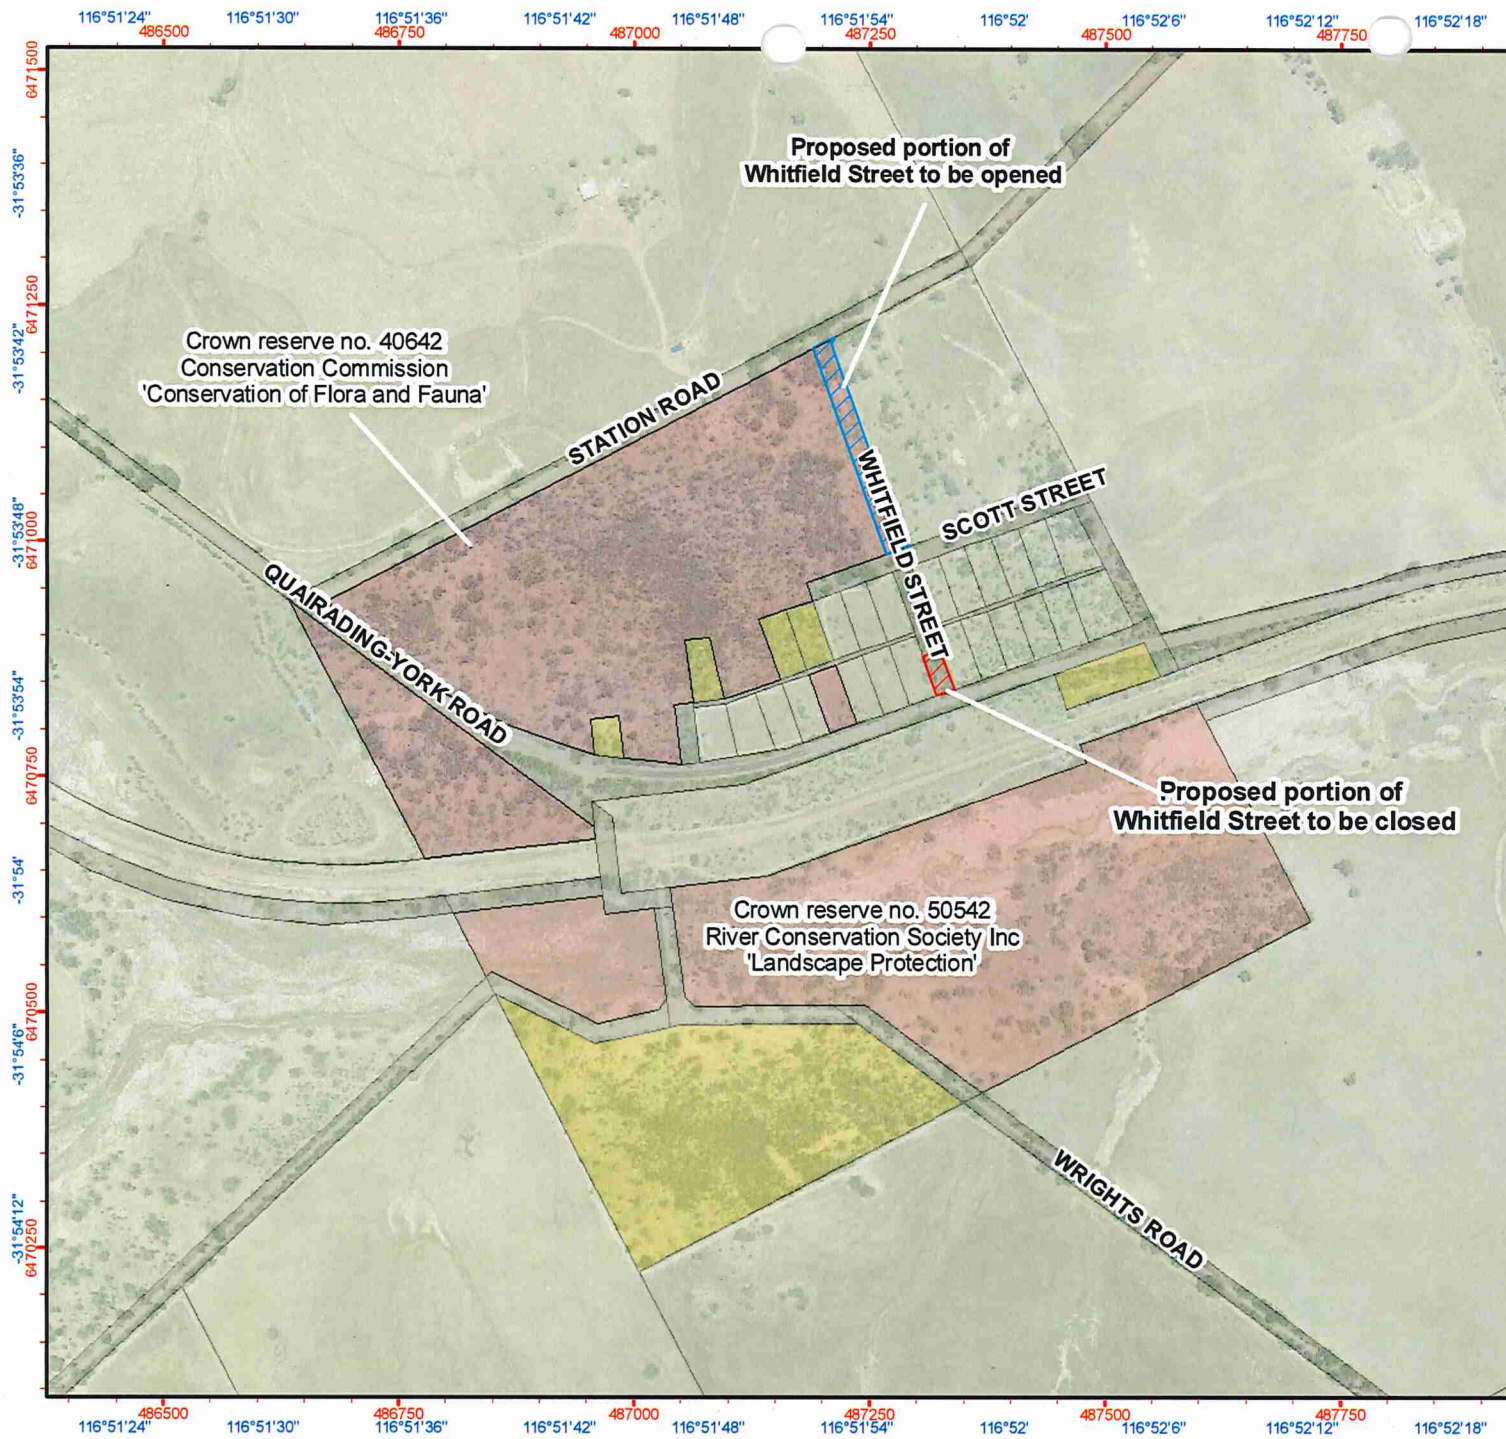 116°51'24" 116°51'30" 116°51'36" 116°51'42" 116°51'48" 116°51'54" 116°52' 116°52'6" 116°52'12" 116°52'18"
486500 486750 487000 487250 487500 487750
6471500
-31°53'36"
6471250
-31°53'42"
6471000
-31°53'48"
-31°53'54"
6470750
-31°54'
6470500
-31°54'6"
-31°54'12"
6470250
Proposed portion of
Whitfield Street to be opened
Crown reserve no. 40642
Conservation Commission
'Conservation of Flora and Fauna'
STATION ROAD
WHITFIELD STREET
SCOTT STREET
QUAIRADING-YORK ROAD
Proposed portion of
Whitfield Street to be closed
Crown reserve no. 50542
River Conservation Society Inc
'Landscape Protection'
WRIGHTS ROAD
486500 486750 487000 487250 487500 487750
116°51'24" 116°51'30" 116°51'36" 116°51'42" 116°51'48" 116°51'54" 116°52' 116°52'6" 116°52'12" 116°52'18"